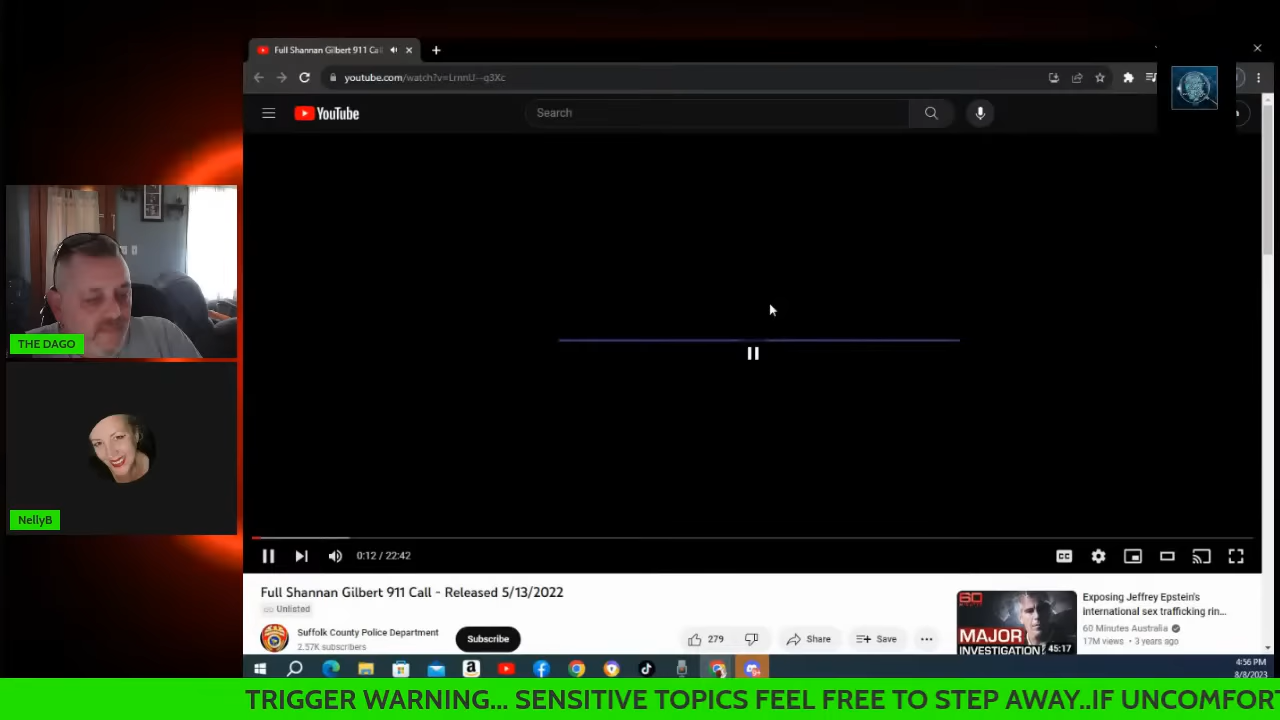 Full Shannan Gilbert 911 Ca
youtube.com/watch?v=
YouTube
Search
THE DAGO
NellyB
0:12 / 22:42
Full Shannan Gilbert 911 Call - Released 5/13/2022
Unlisted
Suffolk County Police Department
2.57K subscribers
Subscribe
279
Share
Save
60
MAJOR
INVESTIGATION
45:17
Exposing Jeffrey Epstein's
international sex trafficking rin...
60 Minutes Australia
17M views • 3 years ago
4:56 PM
8/8/2023
TRIGGER WARNING... SENSITIVE TOPICS FEEL FREE TO STEP AWAY..IF UNCOMFOR